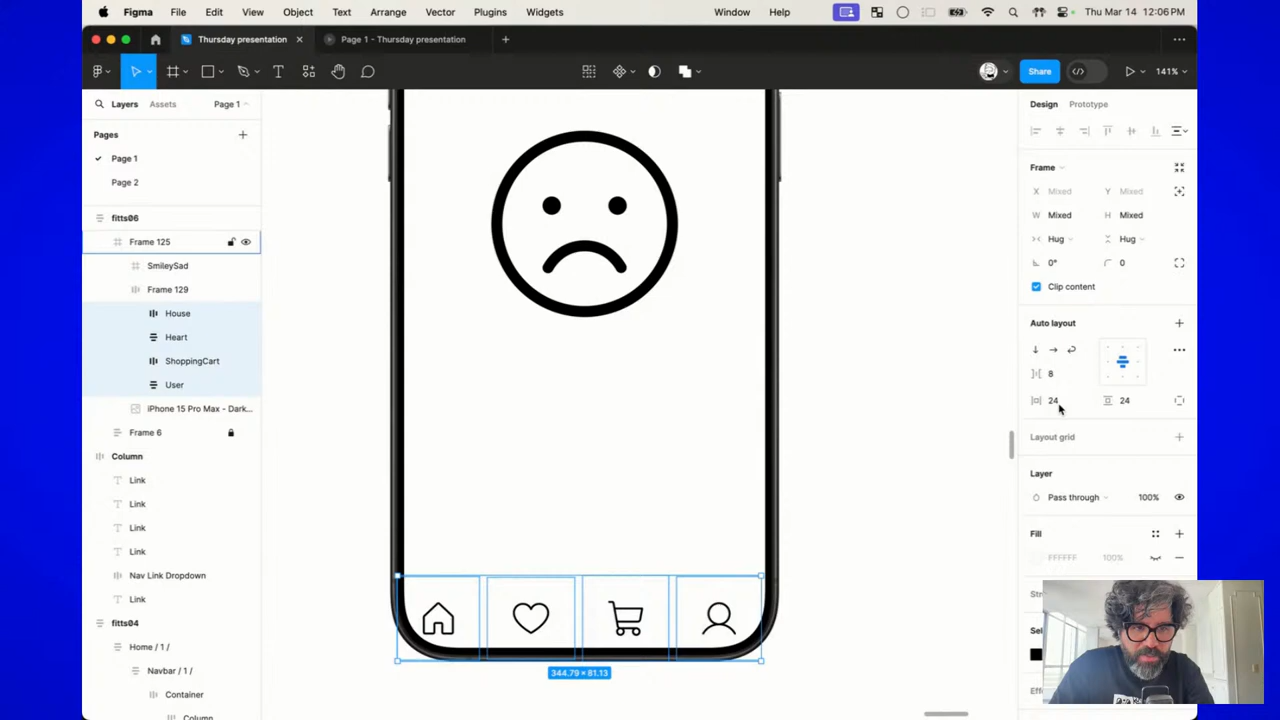 Figma File Edit View Object Text Arrange Vector Plugins Widgets Window Help Thu Mar 14 12:06 PM
Thursday presentation Page 1 - Thursday presentation
Share 141%
Layers Assets Page 1
Design Prototype
Pages
Page 1
Page 2
fitts06
Frame 125
SmileySad
Frame 129
House
Heart
ShoppingCart
User
iPhone 15 Pro Max - Dark...
Frame 6
Column
Link
Link
Link
Link
Nav Link Dropdown
Link
fitts04
Home / 1 /
Navbar / 1 /
Container
Column
344.79 × 81.13
Frame
X Mixed Y Mixed
W Mixed H Mixed
Hug Hug
0° 0
Clip content
Auto layout
8
24 24
Layout grid
Layer
Pass through 100%
Fill
FFFFFF 100%